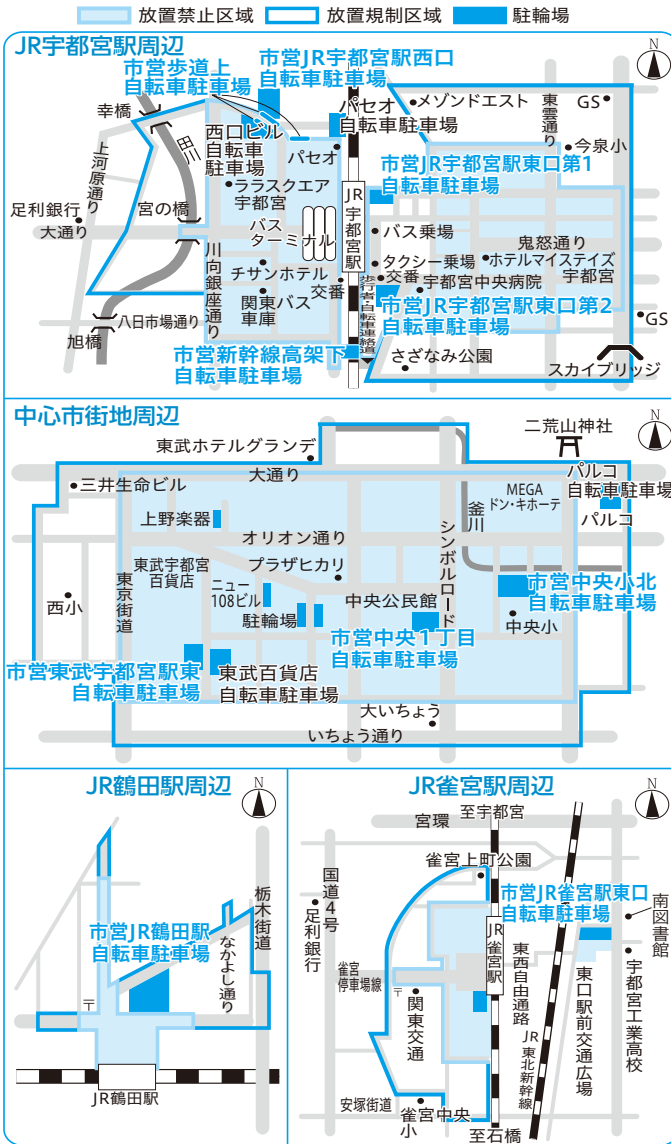 放置禁止区域
放置規制区域
駐輪場
JR宇都宮駅周辺
N
市営歩道上
自転車駐車場
市営JR宇都宮駅西口
自転車駐車場
パセオ
自転車駐車場
メゾンドエスト
東雲通り
GS
今泉小
幸橋
田川
上河原通り
西口ビル
自転車
駐車場
パセオ
市営JR宇都宮駅東口第1
自転車駐車場
ララスクエア
宇都宮
足利銀行
大通り
宮の橋
JR宇都宮駅
バス
ターミナル
バス乗場
鬼怒通り
タクシー乗場
ホテルマイステイズ
宇都宮
川向銀座通り
チサンホテル
交番
交番
宇都宮中央病院
関東バス
車庫
歩行者・自転車連絡道
市営JR宇都宮駅東口第2
自転車駐車場
八日市場通り
旭橋
GS
市営新幹線高架下
自転車駐車場
さざなみ公園
スカイブリッジ
中心市街地周辺
N
東武ホテルグランデ
大通り
二荒山神社
三井生命ビル
パルコ
自転車駐車場
パルコ
MEGA
ドン・キホーテ
釜川
上野楽器
オリオン通り
シンボルロード
東武宇都宮
百貨店
プラザヒカリ
東京街道
西小
ニュー
108ビル
駐輪場
中央公民館
市営中央小北
自転車駐車場
中央小
市営中央1丁目
自転車駐車場
市営東武宇都宮駅東
自転車駐車場
東武百貨店
自転車駐車場
大いちょう
いちょう通り
JR鶴田駅周辺
N
栃木街道
市営JR鶴田駅
自転車駐車場
なかよし通り
〒
JR鶴田駅
JR雀宮駅周辺
N
至宇都宮
宮環
雀宮上町公園
国道4号
足利銀行
市営JR雀宮駅東口
自転車駐車場
南図書館
JR雀宮駅
東西自由通路
雀宮
停車場線
〒
関東交通
宇都宮工業高校
東口駅前交通広場
JR東北新幹線
安塚街道
雀宮中央
小
至石橋